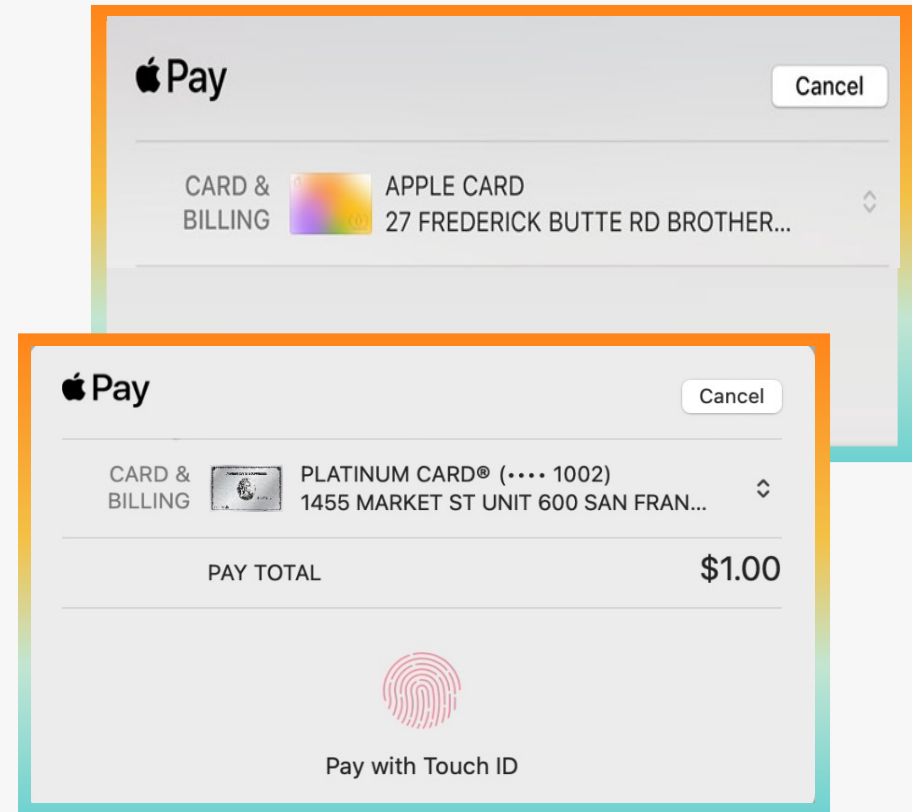 Pay
Cancel
CARD &
BILLING
APPLE CARD
27 FREDERICK BUTTE RD BROTHER...
Pay
Cancel
CARD &
BILLING
PLATINUM CARD® (•••• 1002)
1455 MARKET ST UNIT 600 SAN FRAN...
PAY TOTAL
$1.00
Pay with Touch ID